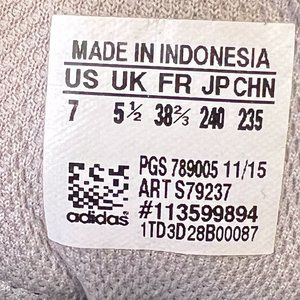 MADE IN INDONESIA
US UK FR JP CHN
7 5½ 38⅔ 240 235
PGS 789005 11/15
ART S79237
#113599894
adidas 1TD3D28B00087